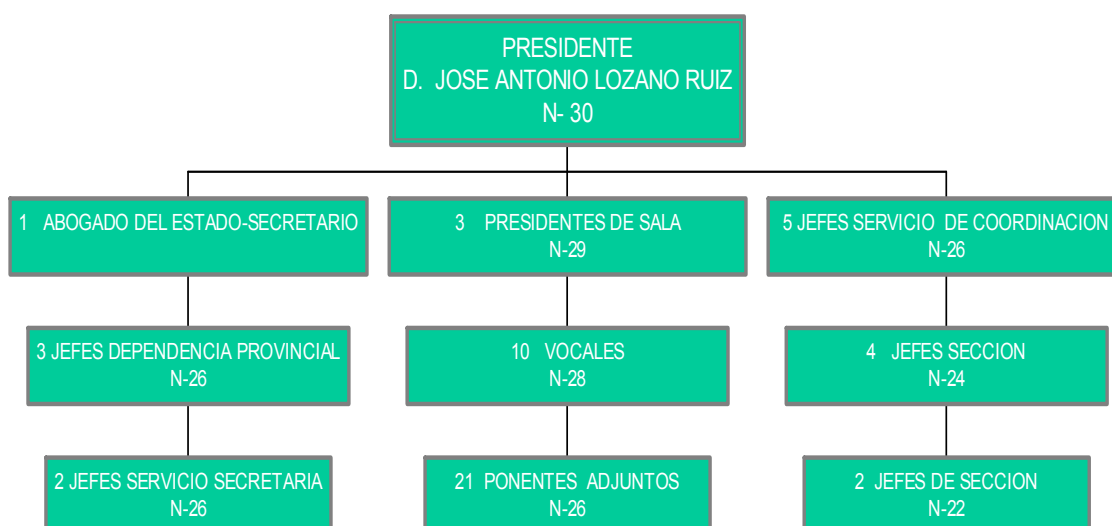 PRESIDENTE
D. JOSE ANTONIO LOZANO RUIZ
N- 30
1 ABOGADO DEL ESTADO-SECRETARIO
3 PRESIDENTES DE SALA
N-29
5 JEFES SERVICIO DE COORDINACION
N-26
3 JEFES DEPENDENCIA PROVINCIAL
N-26
10 VOCALES
N-28
4 JEFES SECCION
N-24
2 JEFES SERVICIO SECRETARIA
N-26
21 PONENTES ADJUNTOS
N-26
2 JEFES DE SECCION
N-22